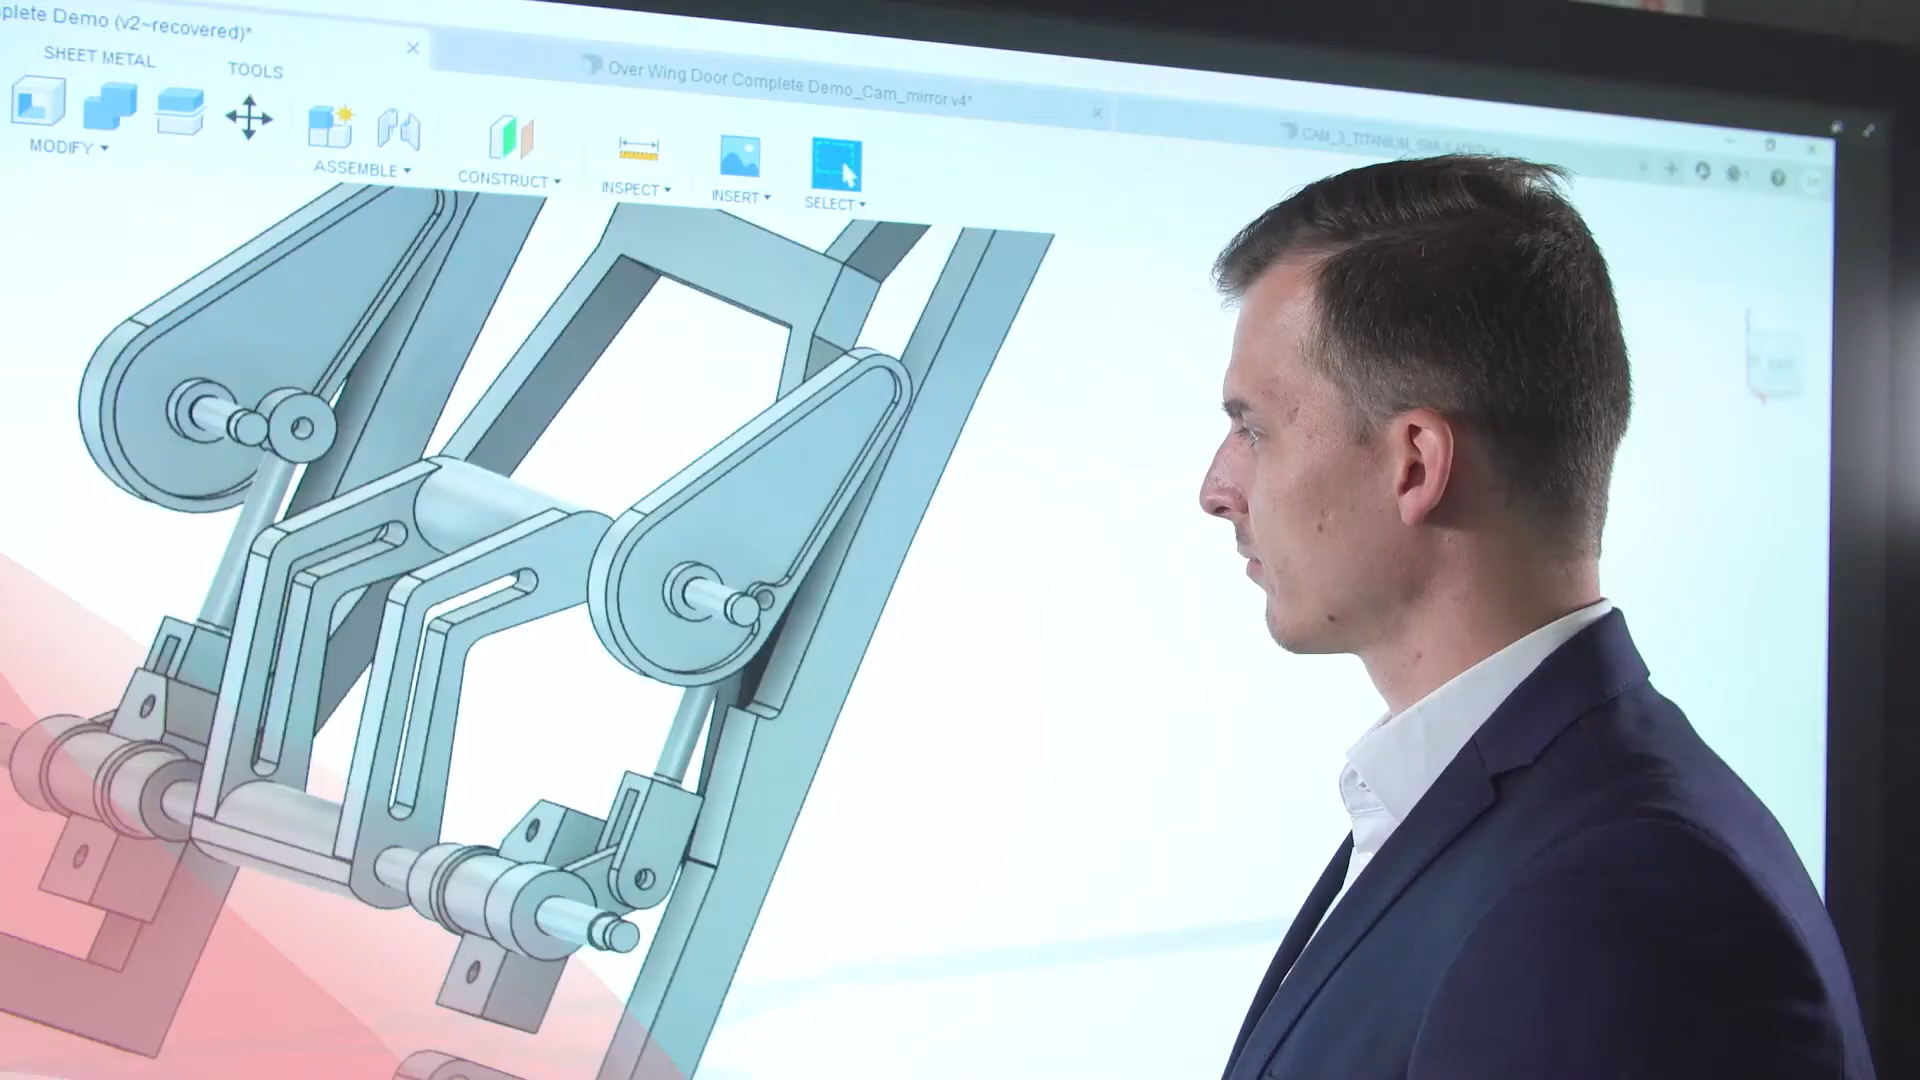 plete Demo (v2~recovered)*
Over Wing Door Complete Demo_Cam_mirror v4*
SHEET METAL
TOOLS
MODIFY
ASSEMBLE
CONSTRUCT
INSPECT
INSERT
SELECT